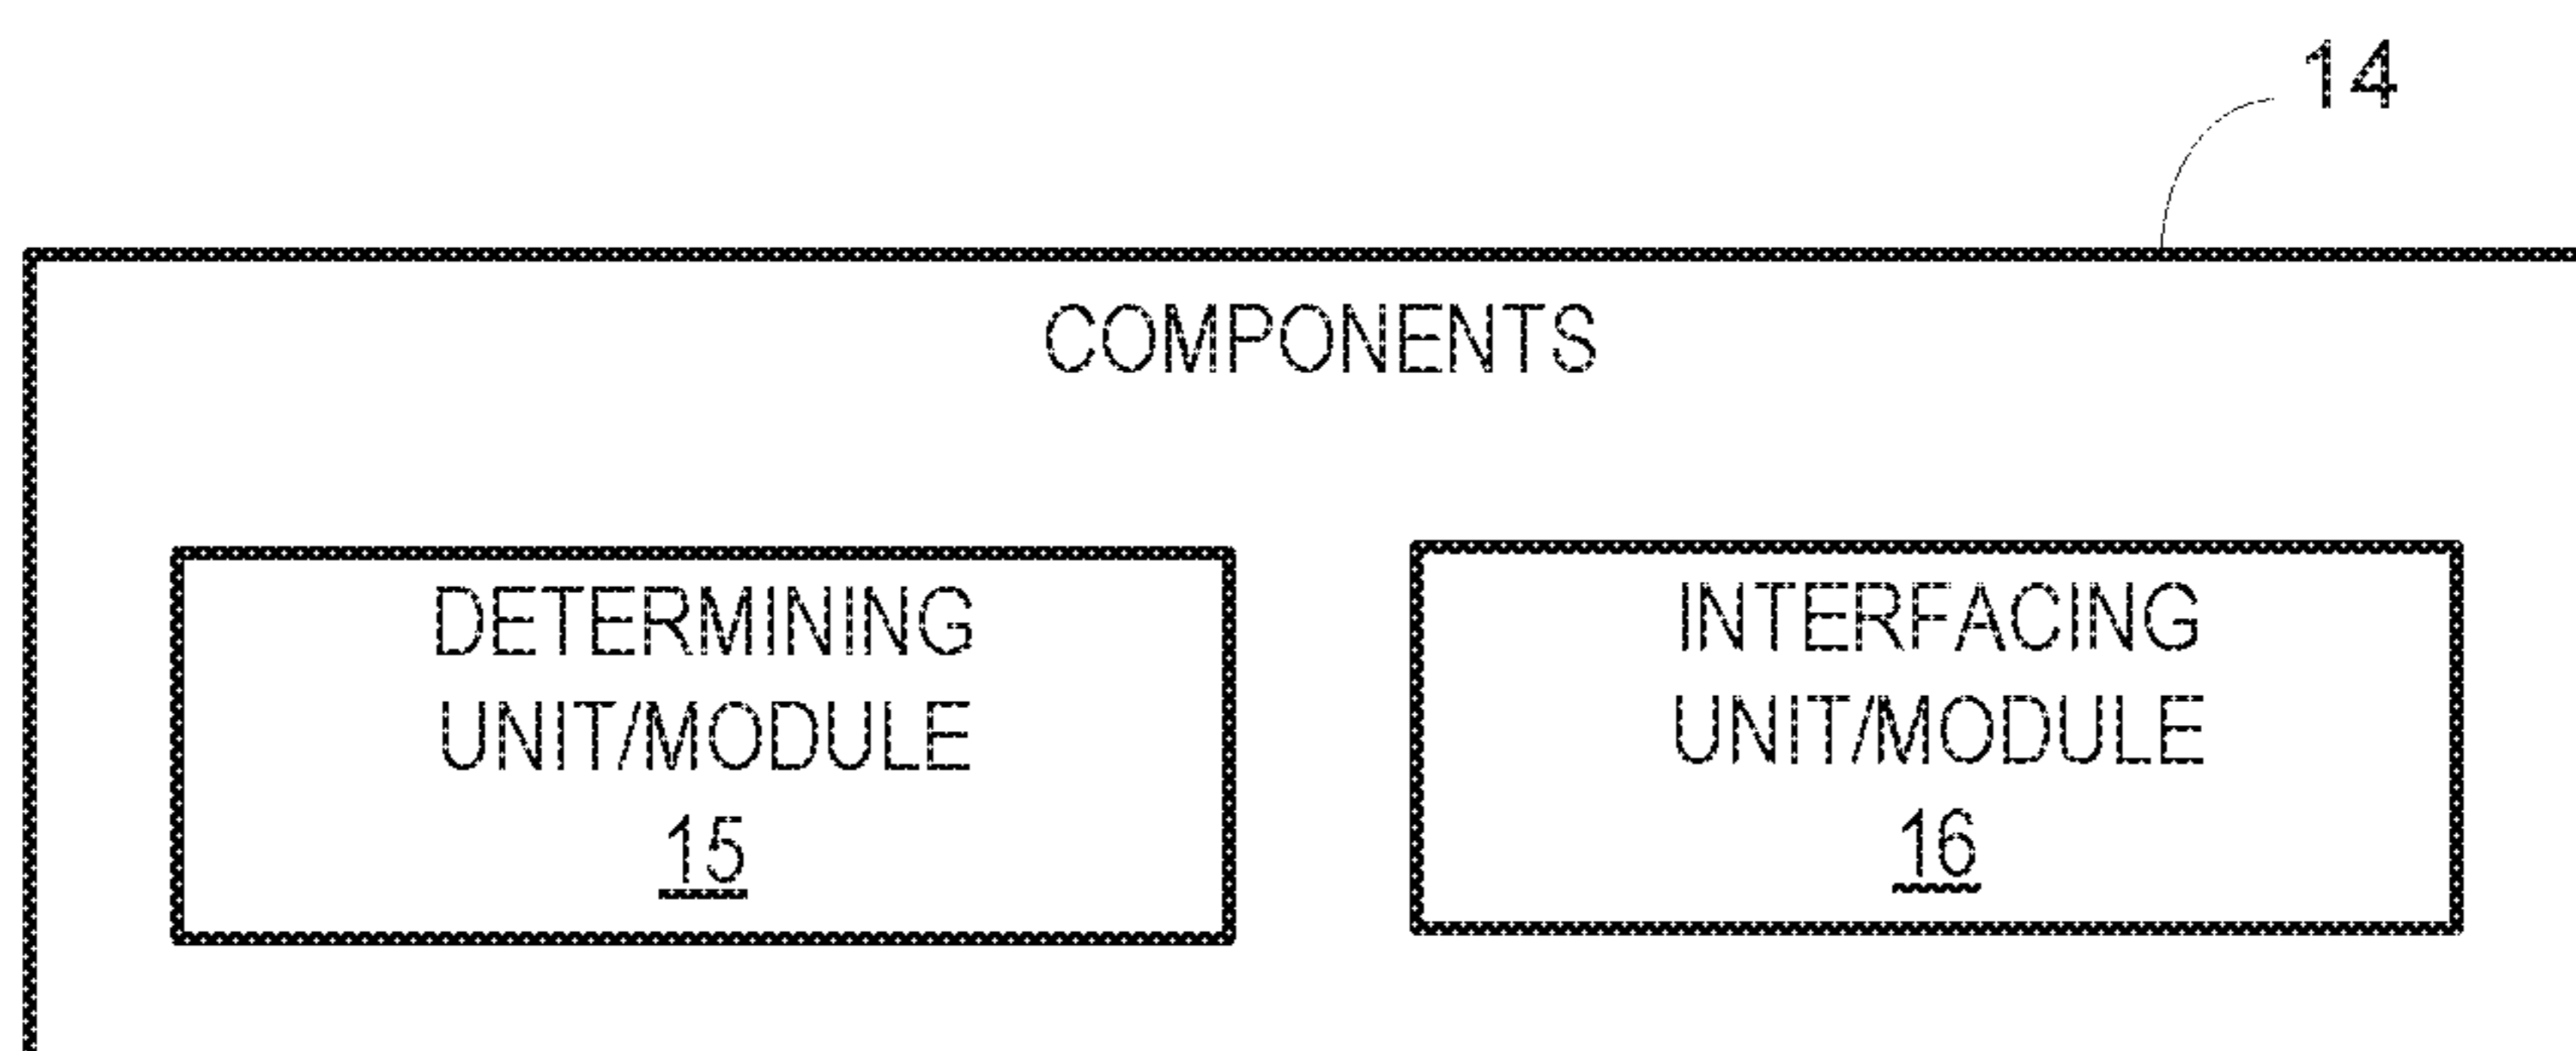 14
COMPONENTS
DETERMINING
UNIT/MODULE
15
INTERFACING
UNIT/MODULE
16